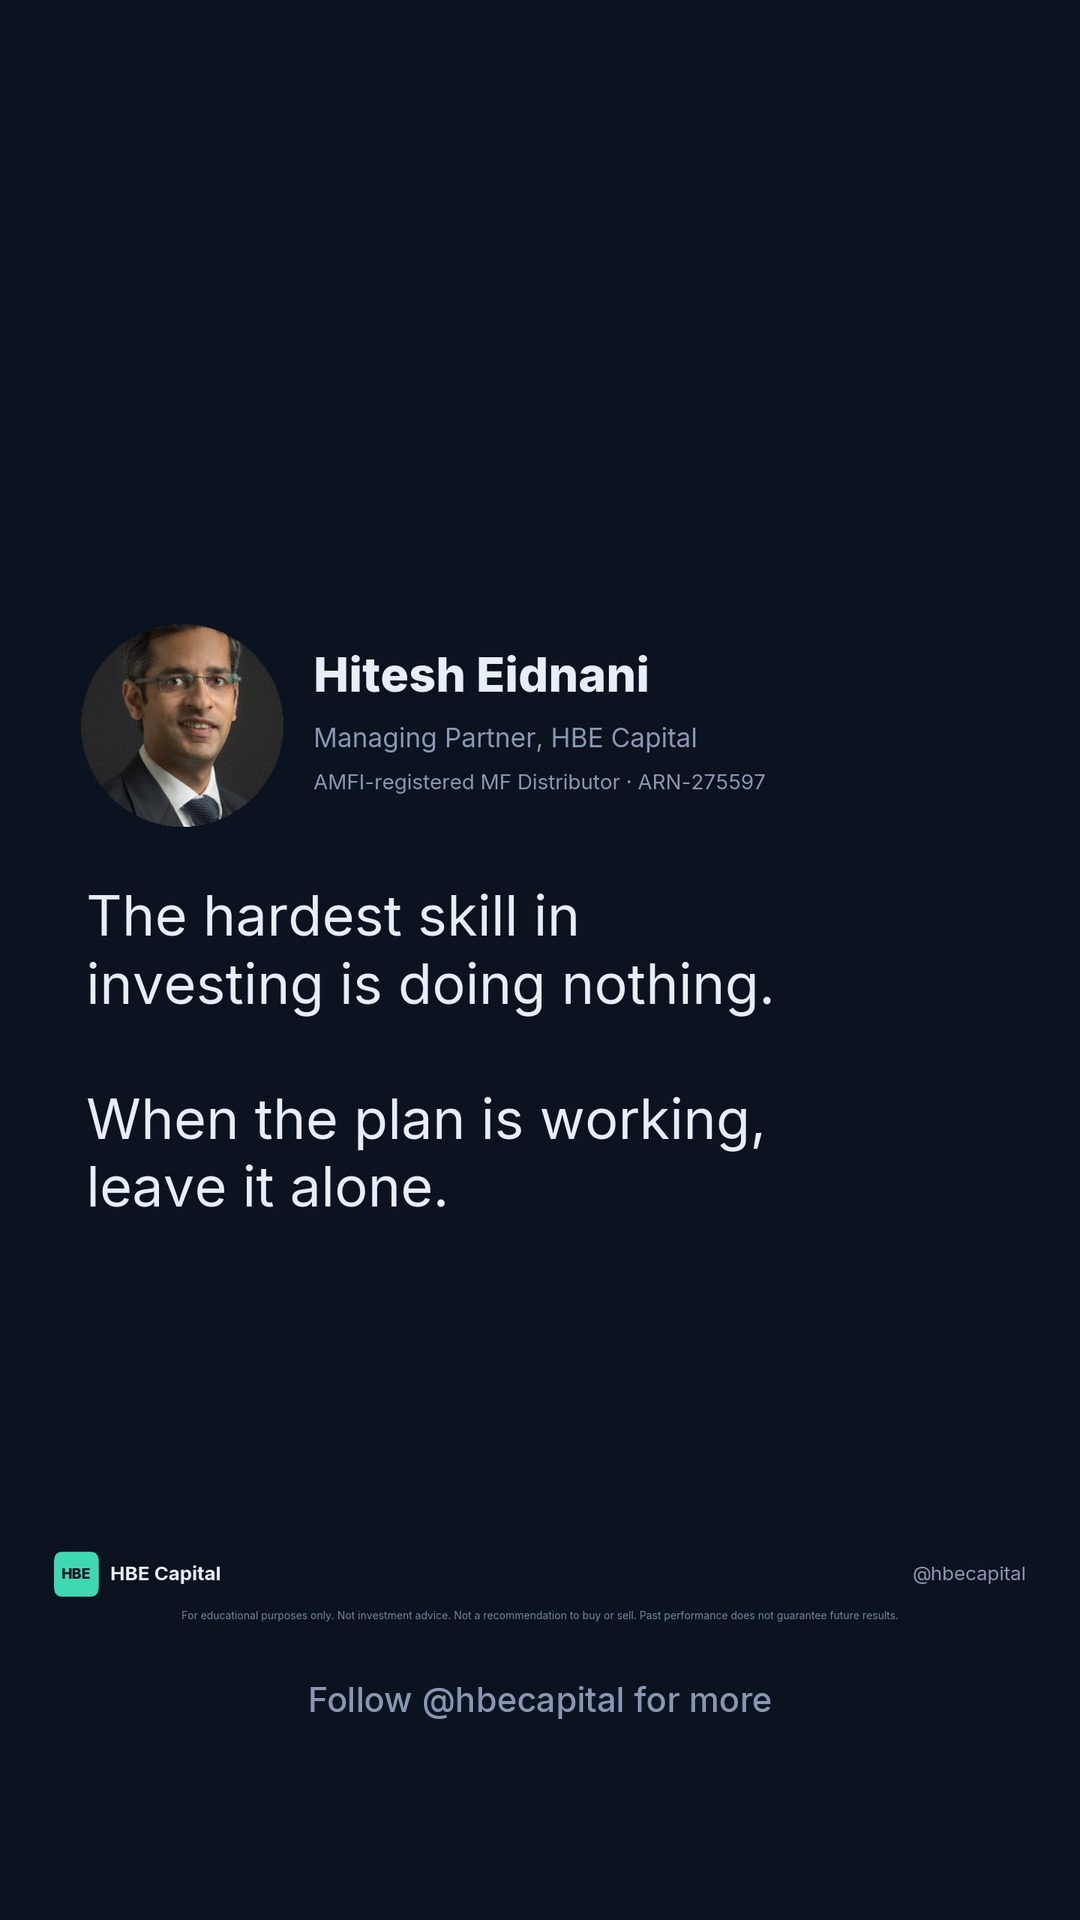 Hitesh Eidnani
Managing Partner, HBE Capital
AMFI-registered MF Distributor · ARN-275597
The hardest skill in
investing is doing nothing.
When the plan is working,
leave it alone.
HBE
HBE Capital
@hbecapital
For educational purposes only. Not investment advice. Not a recommendation to buy or sell. Past performance does not guarantee future results.
Follow @hbecapital for more